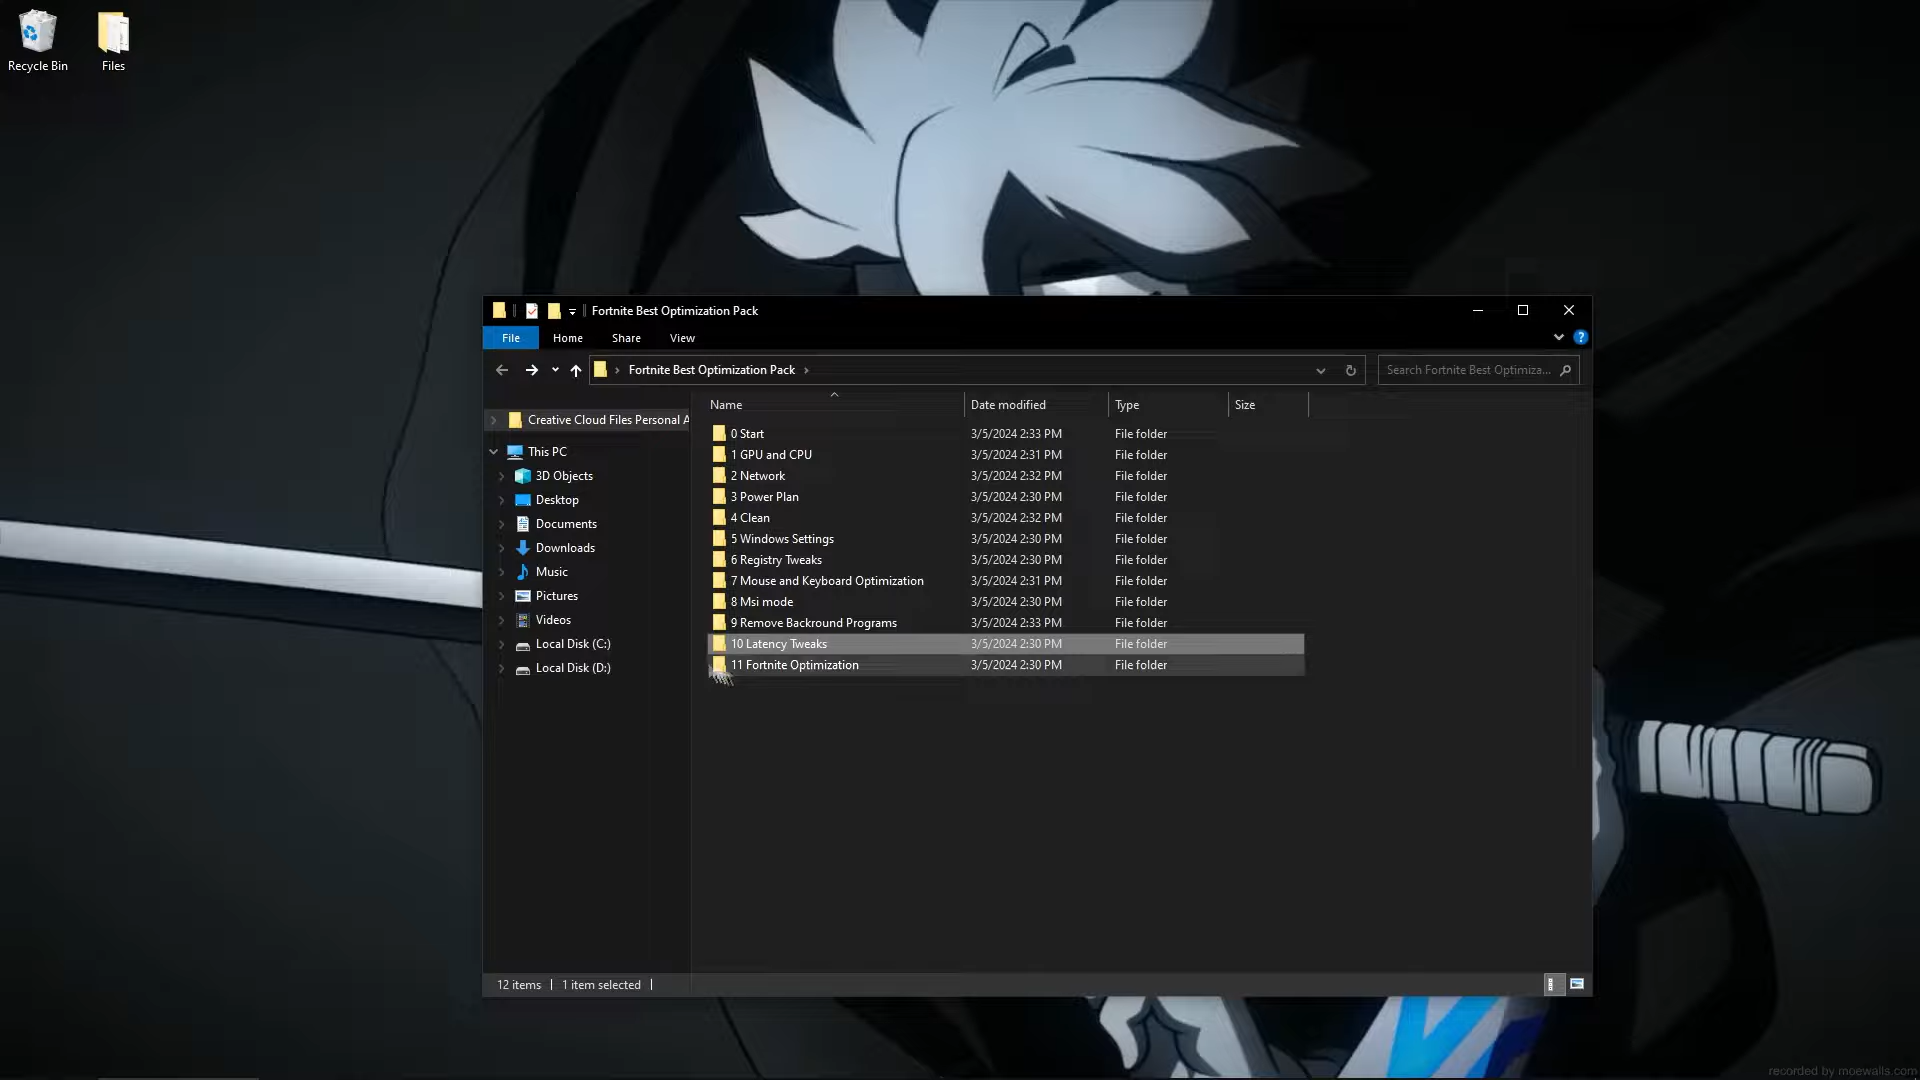 Recycle Bin
Files
Fortnite Best Optimization Pack
File Home Share View
Fortnite Best Optimization Pack
Search Fortnite Best Optimiza...
Name Date modified Type Size
Creative Cloud Files Personal A
This PC
3D Objects
Desktop
Documents
Downloads
Music
Pictures
Videos
Local Disk (C:)
Local Disk (D:)
0 Start 3/5/2024 2:33 PM File folder
1 GPU and CPU 3/5/2024 2:31 PM File folder
2 Network 3/5/2024 2:32 PM File folder
3 Power Plan 3/5/2024 2:30 PM File folder
4 Clean 3/5/2024 2:32 PM File folder
5 Windows Settings 3/5/2024 2:30 PM File folder
6 Registry Tweaks 3/5/2024 2:30 PM File folder
7 Mouse and Keyboard Optimization 3/5/2024 2:31 PM File folder
8 Msi mode 3/5/2024 2:30 PM File folder
9 Remove Backround Programs 3/5/2024 2:33 PM File folder
10 Latency Tweaks 3/5/2024 2:30 PM File folder
11 Fortnite Optimization 3/5/2024 2:30 PM File folder
12 items 1 item selected
recorded by moewalls.com